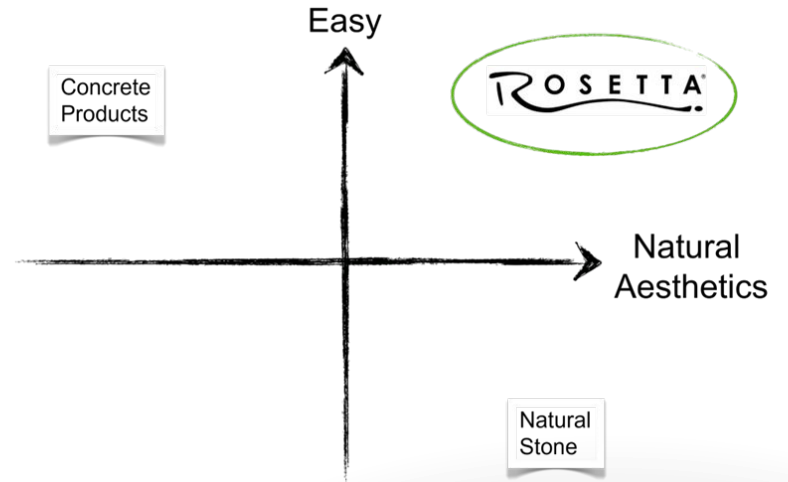 Easy
Concrete
Products
ROSETTA®
Natural
Aesthetics
Natural
Stone